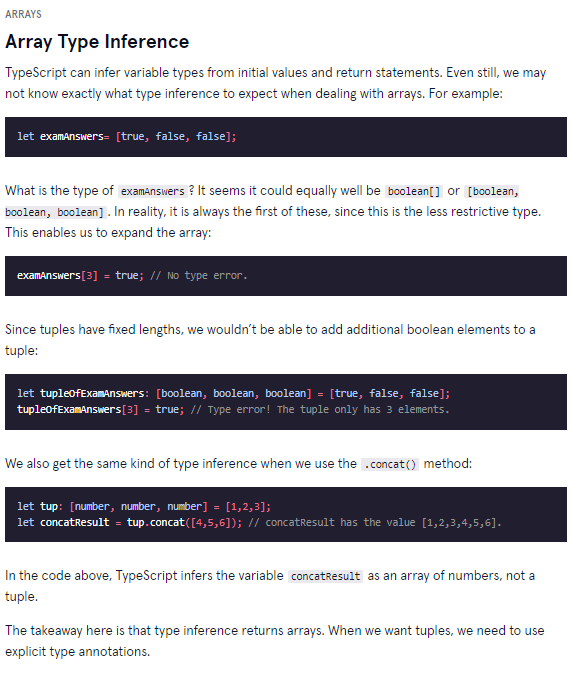 ARRAYS
Array Type Inference
TypeScript can infer variable types from initial values and return statements. Even still, we may
not know exactly what type inference to expect when dealing with arrays. For example:
let examAnswers= [true, false, false];
What is the type of examAnswers ? It seems it could equally well be boolean[] or [boolean,
boolean, boolean] . In reality, it is always the first of these, since this is the less restrictive type.
This enables us to expand the array:
examAnswers[3] = true; // No type error.
Since tuples have fixed lengths, we wouldn't be able to add additional boolean elements to a
tuple:
let tupleOfExamAnswers: [boolean, boolean, boolean] = [true, false, false];
tupleOfExamAnswers[3] = true; // Type error! The tuple only has 3 elements.
We also get the same kind of type inference when we use the .concat() method:
let tup: [number, number, number] = [1,2,3];
let concatResult = tup.concat([4,5,6]); // concatResult has the value [1,2,3,4,5,6].
In the code above, TypeScript infers the variable concatResult as an array of numbers, not a
tuple.
The takeaway here is that type inference returns arrays. When we want tuples, we need to use
explicit type annotations.